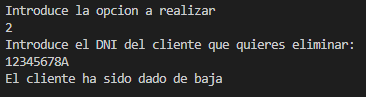 Introduce la opcion a realizar
2
Introduce el DNI del cliente que quieres eliminar:
12345678A
El cliente ha sido dado de baja